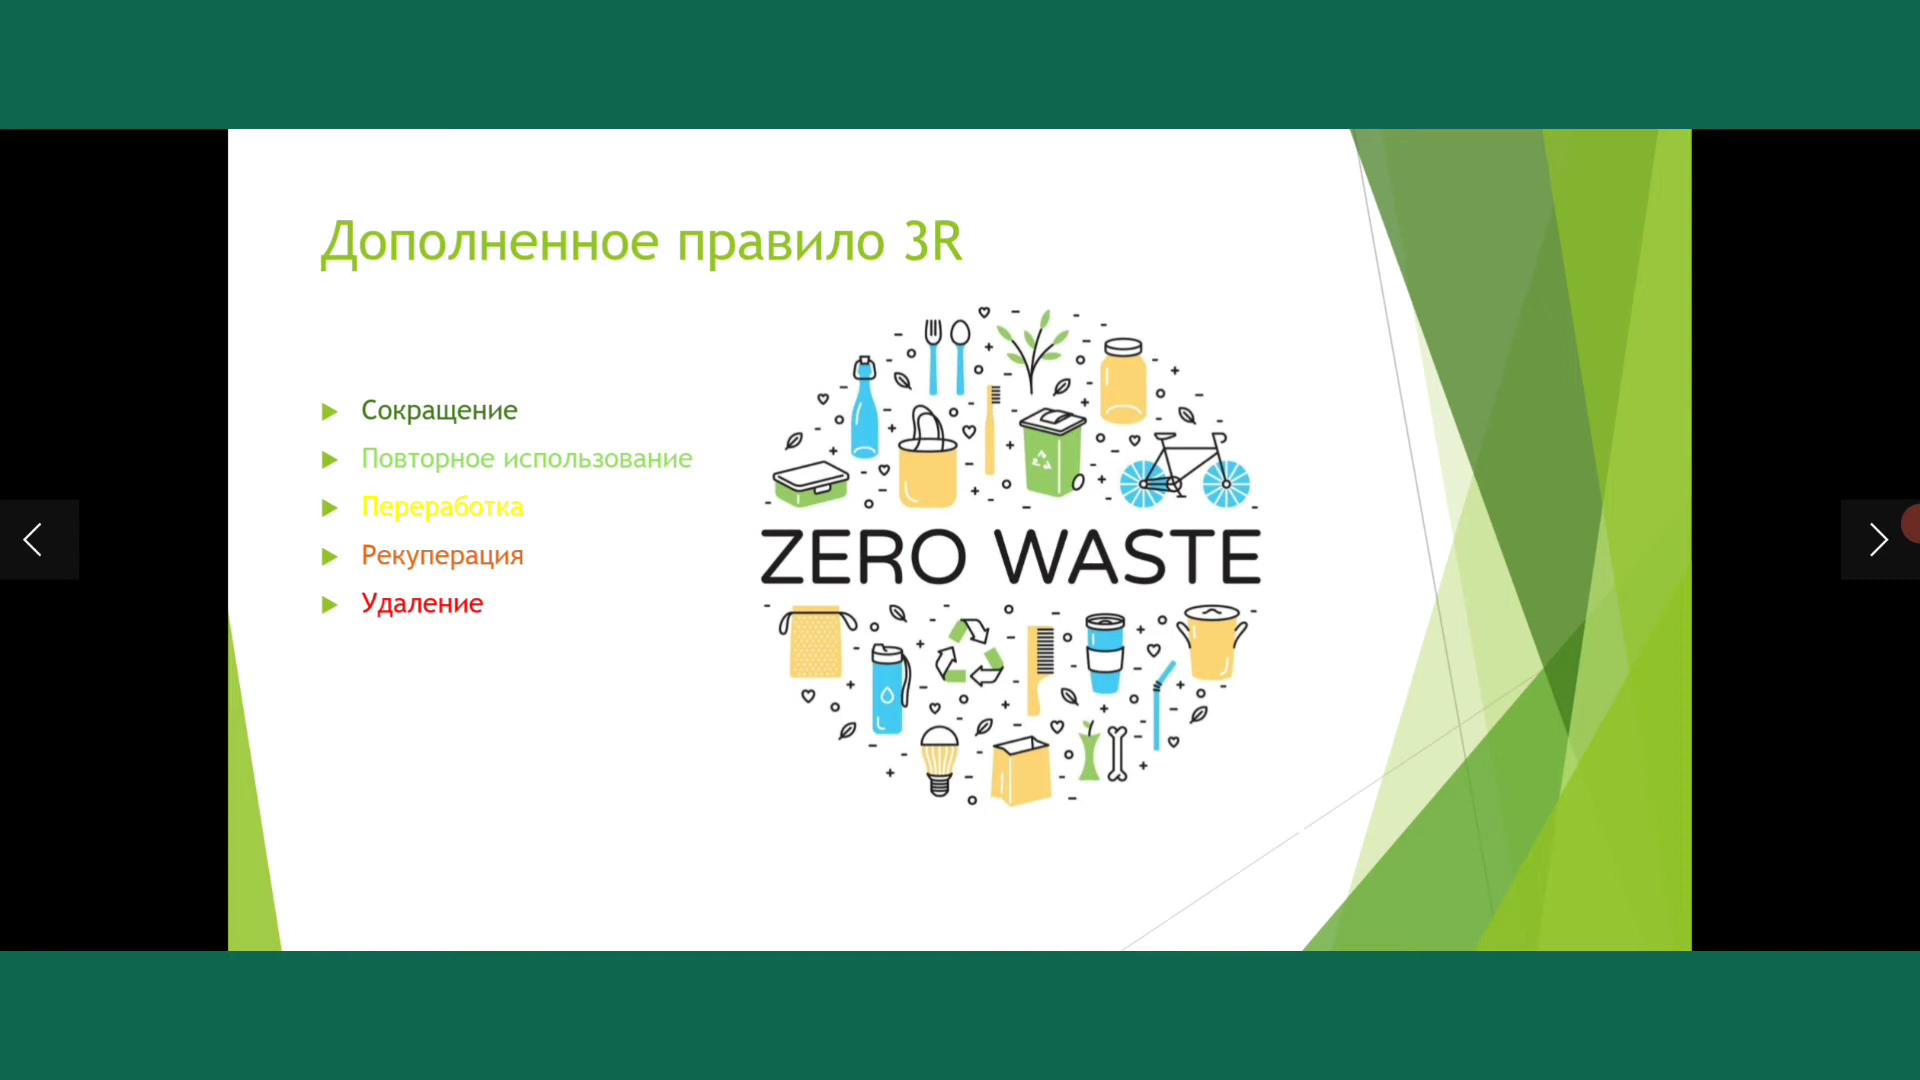 Дополненное правило 3R
Сокращение
Повторное использование
Переработка
Рекуперация
Удаление
ZERO WASTE